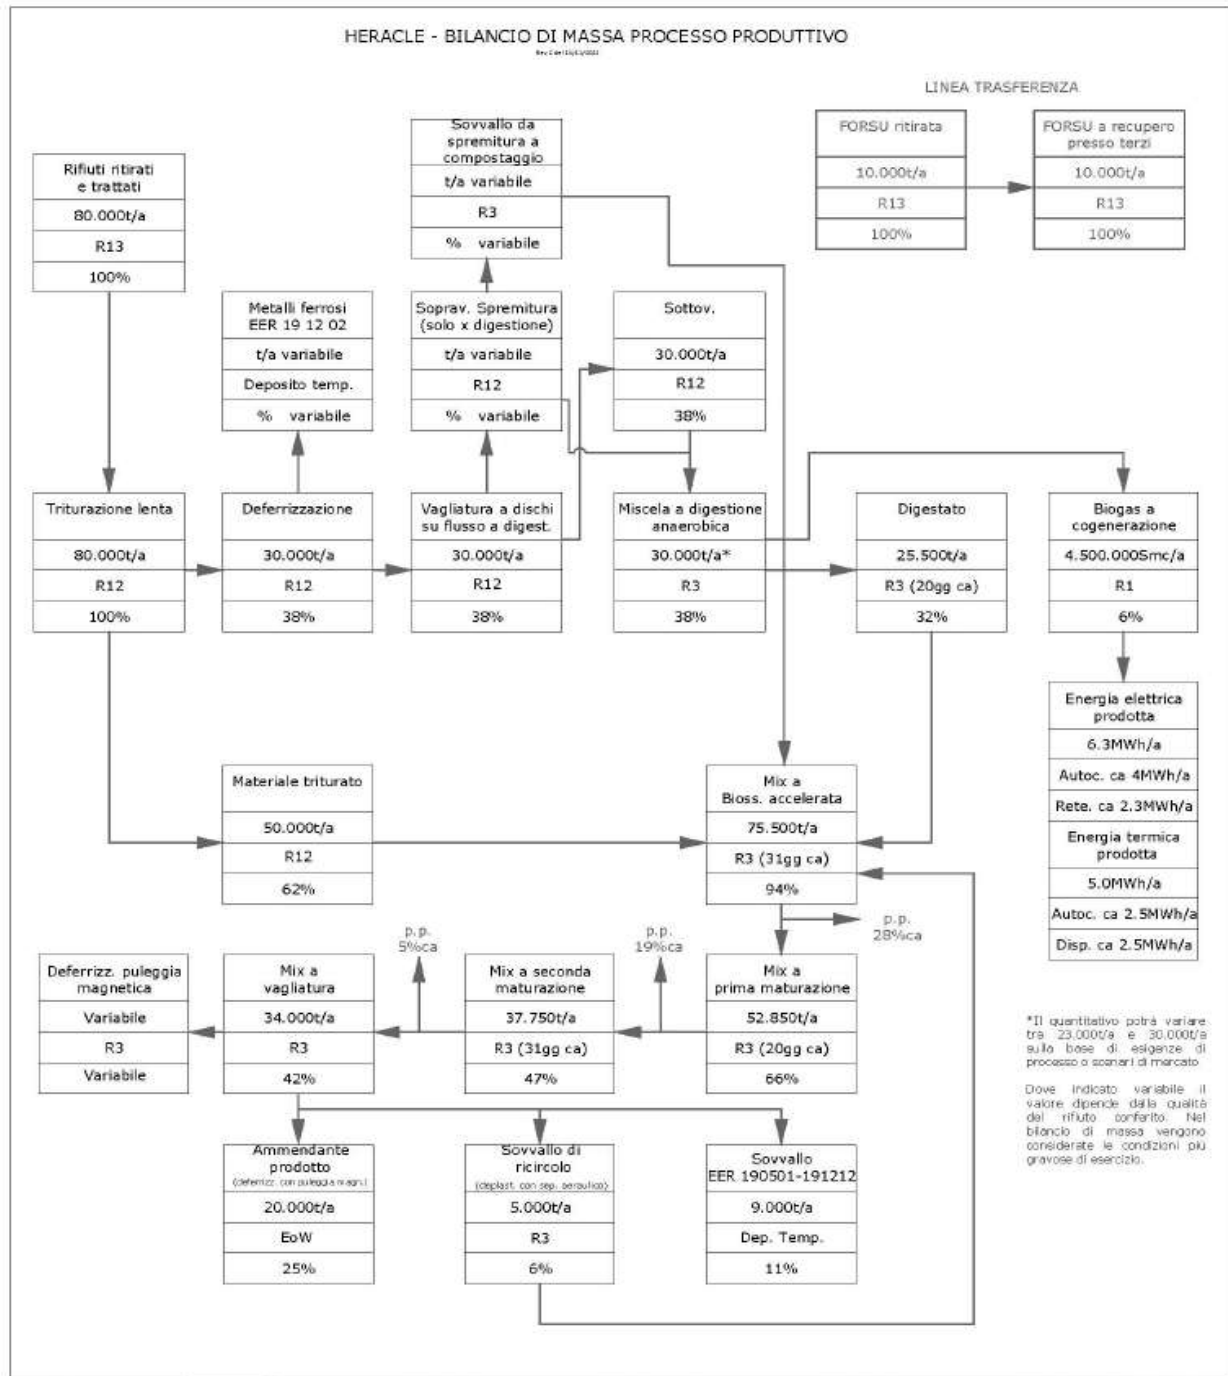 HERACLE - BILANCIO DI MASSA PROCESSO PRODUTTIVO
LINEA TRASFERENZA
FORSU ritirata
10.000t/a
R13
100%
FORSU a recupero
presso terzi
10.000t/a
R13
100%
Rifiuti ritirati
e trattati
80.000t/a
R13
100%
Sovvallo da
spremitura a
compostaggio
t/a variabile
R3
% variabile
Metalli ferrosi
EER 19 12 02
t/a variabile
Deposito temp.
% variabile
Soprav. Spremitura
(solo x digestione)
t/a variabile
R12
% variabile
Sottov.
30.000t/a
R12
38%
Triturazione lenta
80.000t/a
R12
100%
Deferrizzazione
30.000t/a
R12
38%
Vagliatura a dischi
su flusso a digest.
30.000t/a
R12
38%
Miscela a digestione
anaerobica
30.000t/a*
R3
38%
Digestato
25.500t/a
R3 (20gg ca)
32%
Biogas a
cogenerazione
4.500.000Smc/a
R1
6%
Energia elettrica
prodotta
6.3MWh/a
Autoc. ca 4MWh/a
Rete. ca 2.3MWh/a
Energia termica
prodotta
5.0MWh/a
Autoc. ca 2.5MWh/a
Disp. ca 2.5MWh/a
Materiale triturato
50.000t/a
R12
62%
Mix a
Bioss. accelerata
75.500t/a
R3 (31gg ca)
94%
p.p.
28%ca
p.p.
19%ca
p.p.
5%ca
Deferrizz. puleggia
magnetica
Variabile
R3
Variabile
Mix a
vagliatura
34.000t/a
R3
42%
Mix a seconda
maturazione
37.750t/a
R3 (31gg ca)
47%
Mix a
prima maturazione
52.850t/a
R3 (20gg ca)
66%
*Il quantitativo potrà variare
tra 23.000t/a e 30.000t/a
sulla base di esigenze di
processo o scenari di mercato
Dove indicato variabile il
valore dipende dalla qualità
del rifiuto conferito. Nel
bilancio di massa vengono
considerate le condizioni più
gravose di esercizio.
Ammendante
prodotto
(deferrizz. con puleggia magn.)
20.000t/a
EoW
25%
Sovvallo di
ricircolo
(deplast. con sep. aeraulico)
5.000t/a
R3
6%
Sovvallo
EER 190501-191212
9.000t/a
Dep. Temp.
11%